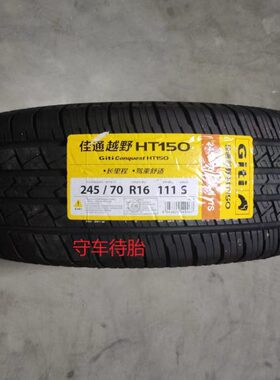 佳通越野HT150
Giti Conquest HT150
•长里程 •驾乘舒适
245/70 R16 111 S
Giti
守车待胎